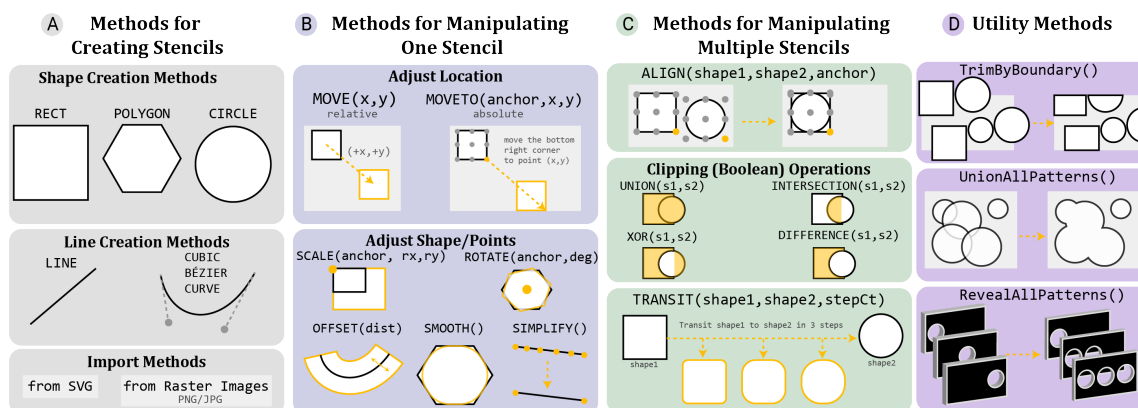 A
Methods for
Creating Stencils
Shape Creation Methods
RECT
POLYGON
CIRCLE
Line Creation Methods
LINE
CUBIC
BÉZIER
CURVE
Import Methods
from SVG
from Raster Images
PNG/JPG
B
Methods for Manipulating
One Stencil
Adjust Location
MOVE(x,y)
relative
(+x,+y)
MOVETO(anchor,x,y)
absolute
move the bottom
right corner
to point (x,y)
Adjust Shape/Points
SCALE(anchor, rx,ry)
ROTATE(anchor,deg)
OFFSET(dist)
SMOOTH()
SIMPLIFY()
C
Methods for Manipulating
Multiple Stencils
ALIGN(shape1,shape2,anchor)
Clipping (Boolean) Operations
UNION(s1,s2)
INTERSECTION(s1,s2)
XOR(s1,s2)
DIFFERENCE(s1,s2)
TRANSIT(shape1,shape2,stepCt)
Transit shape1 to shape2 in 3 steps
shape1
shape2
D
Utility Methods
TrimByBoundary()
UnionAllPatterns()
RevealAllPatterns()